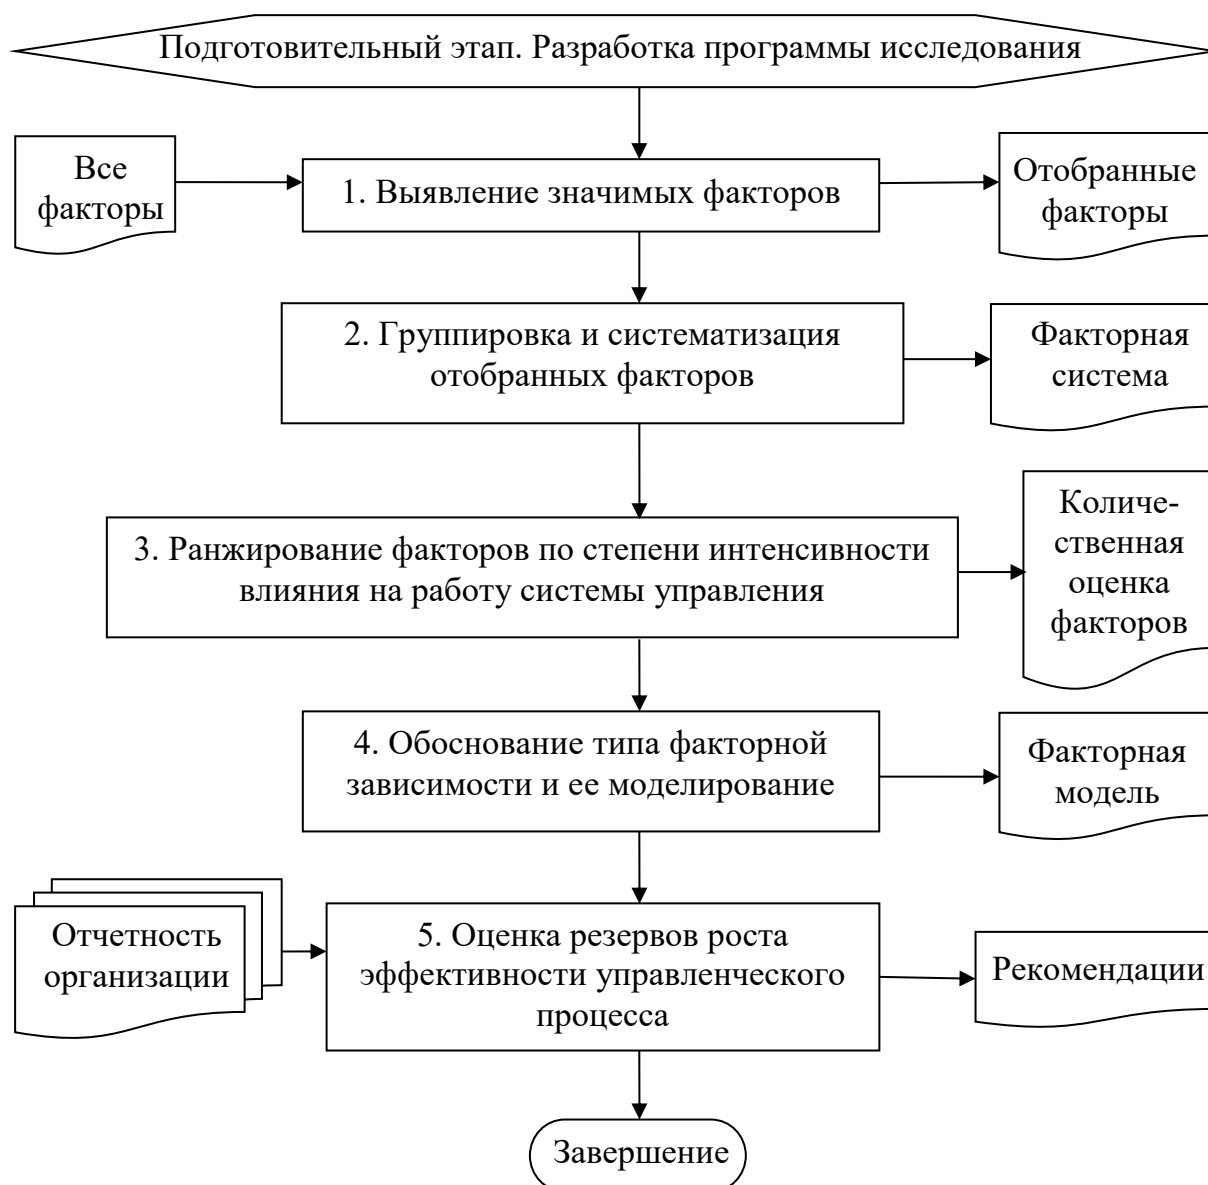 Подготовительный этап. Разработка программы исследования
Все
факторы
1. Выявление значимых факторов
Отобранные
факторы
2. Группировка и систематизация
отобранных факторов
Факторная
система
3. Ранжирование факторов по степени интенсивности
влияния на работу системы управления
Количе-
ственная
оценка
факторов
4. Обоснование типа факторной
зависимости и ее моделирование
Факторная
модель
Отчетность
организации
5. Оценка резервов роста
эффективности управленческого
процесса
Рекомендации
Завершение